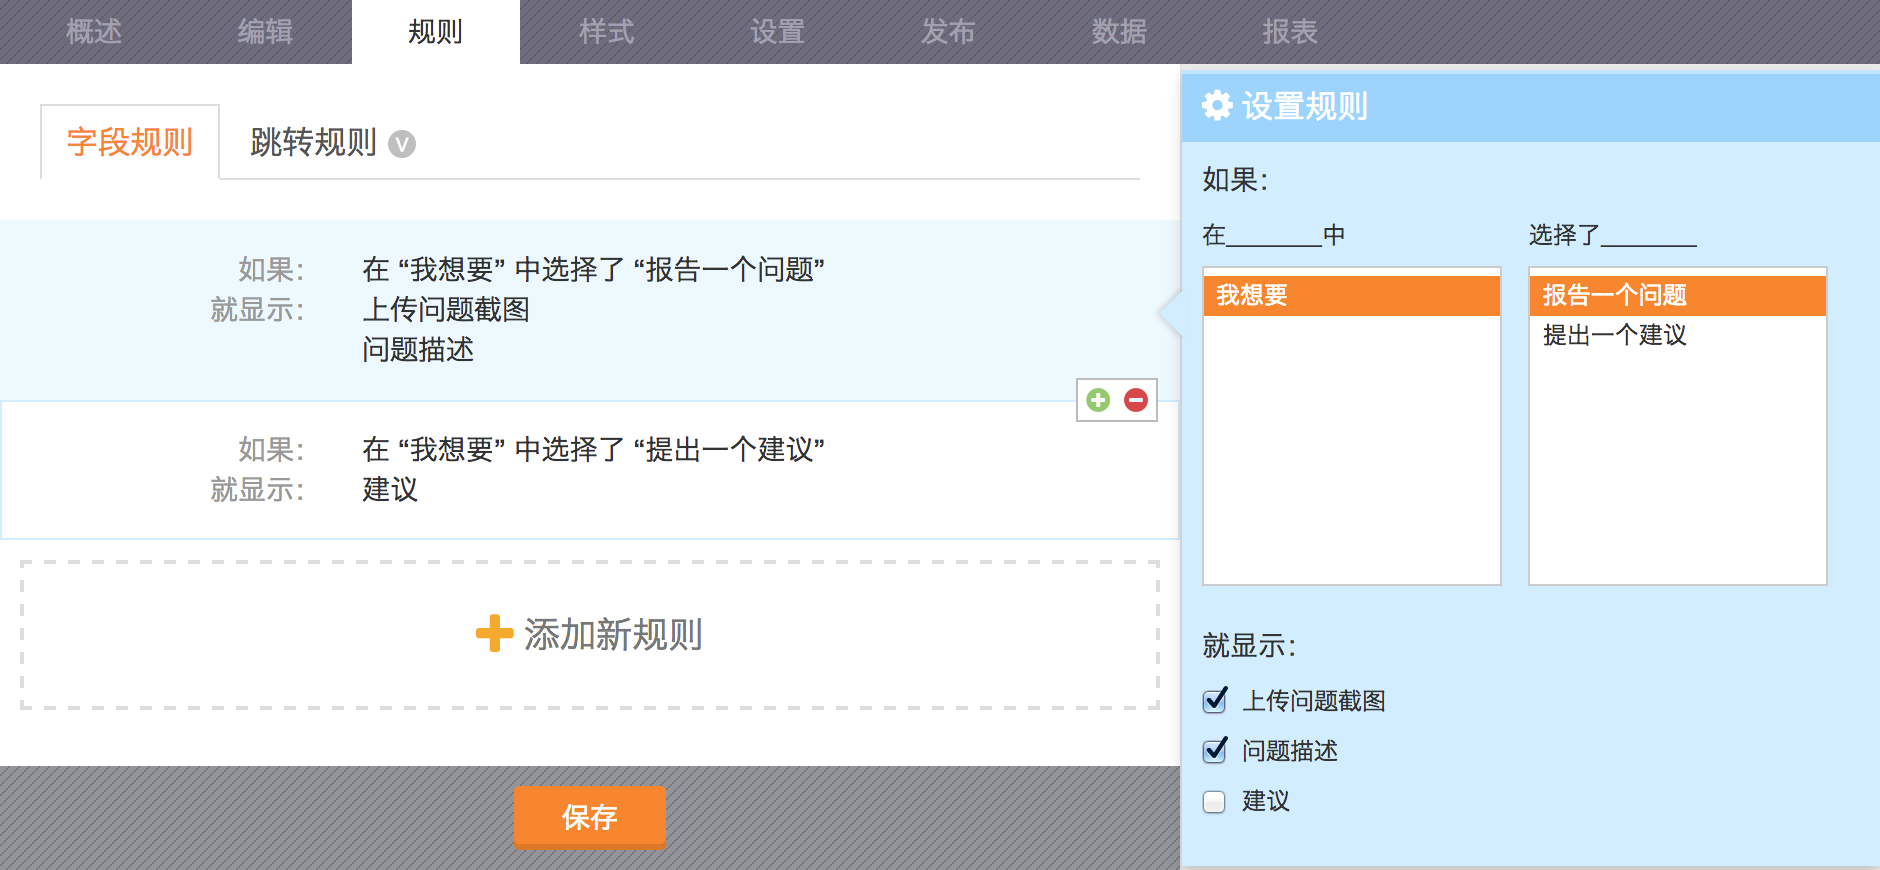 概述 编辑 规则 样式 设置 发布 数据 报表
字段规则 跳转规则 V
如果： 在 “我想要” 中选择了 “报告一个问题”
就显示： 上传问题截图
问题描述
如果： 在 “我想要” 中选择了 “提出一个建议”
就显示： 建议
添加新规则
保存
设置规则
如果：
在________中 选择了________
我想要 报告一个问题
提出一个建议
就显示：
上传问题截图
问题描述
建议